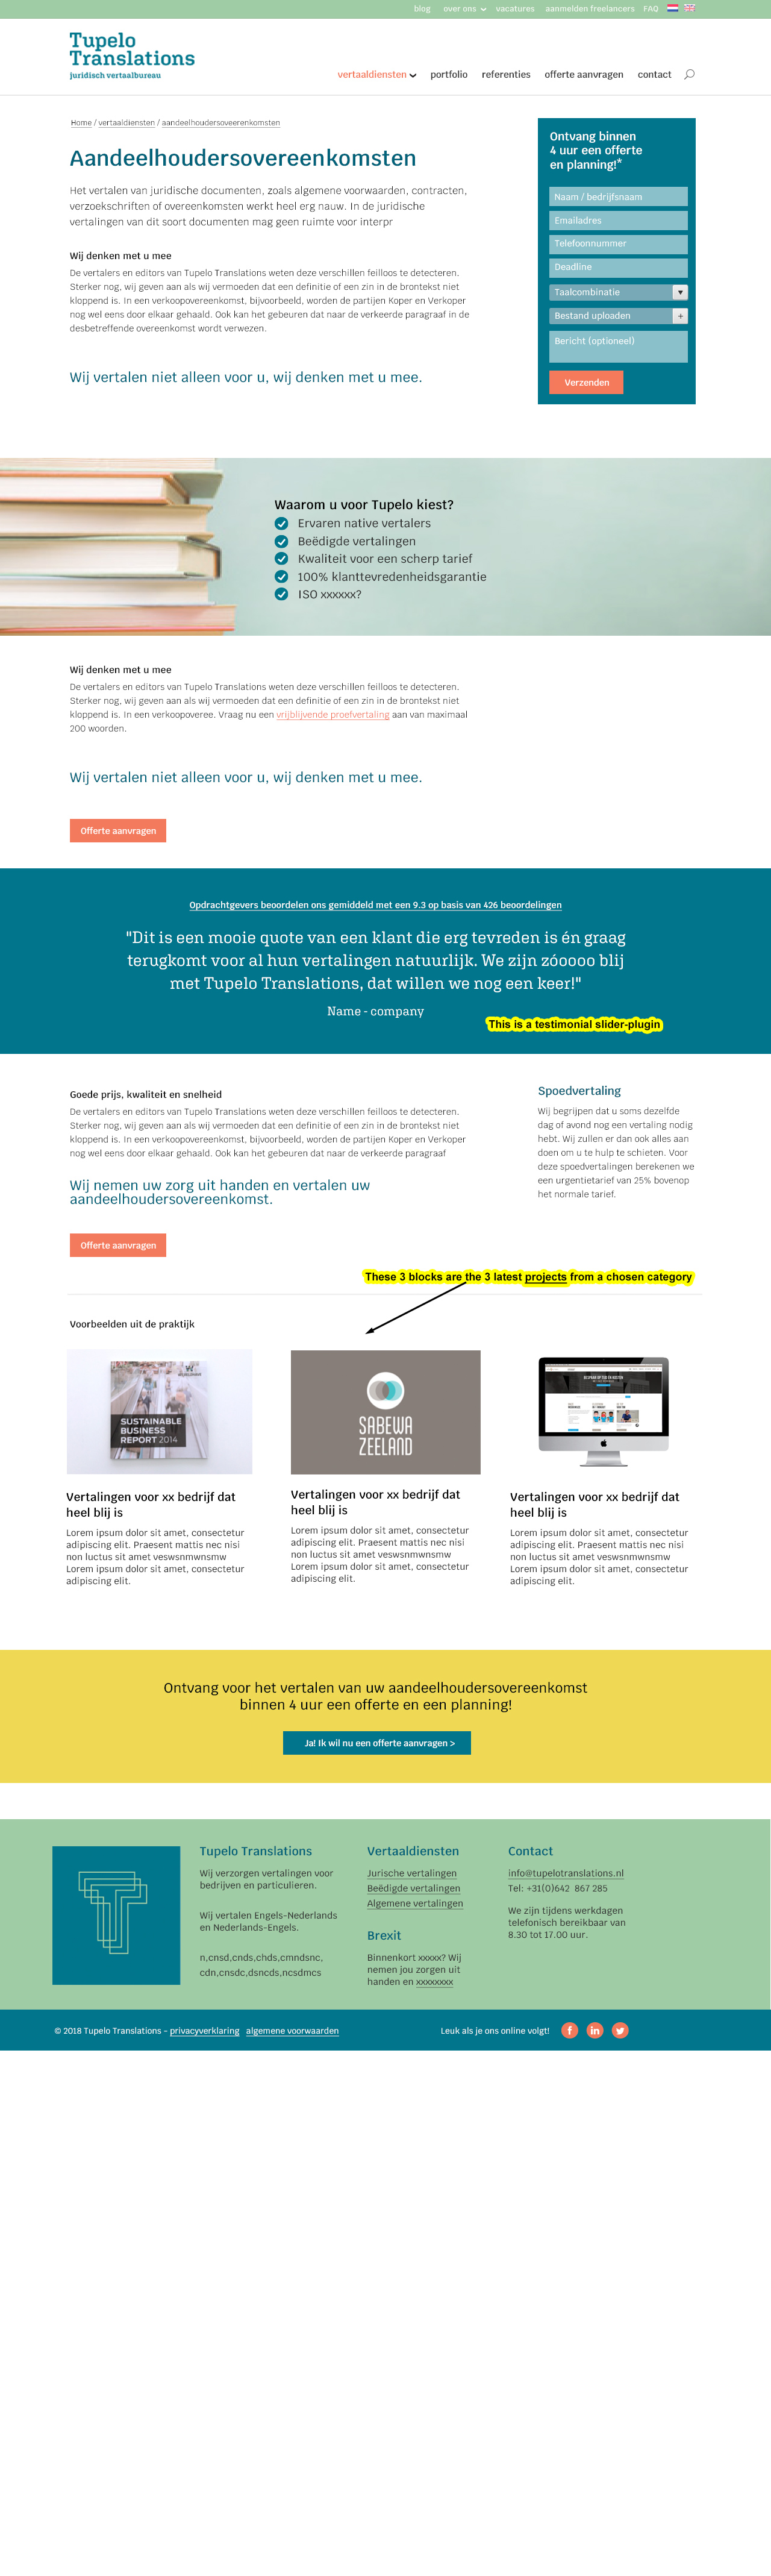 blog over ons vacatures aanmelden freelancers FAQ
Tupelo
Translations
juridisch vertaalbureau
vertaaldiensten portfolio referenties offerte aanvragen contact
Home / vertaaldiensten / aandeelhoudersoveerenkomsten
Aandeelhoudersovereenkomsten
Het vertalen van juridische documenten, zoals algemene voorwaarden, contracten,
verzoekschriften of overeenkomsten werkt heel erg nauw. In de juridische
vertalingen van dit soort documenten mag geen ruimte voor interpr
Wij denken met u mee
De vertalers en editors van Tupelo Translations weten deze verschillen feilloos te detecteren.
Sterker nog, wij geven aan als wij vermoeden dat een definitie of een zin in de brontekst niet
kloppend is. In een verkoopovereenkomst, bijvoorbeeld, worden de partijen Koper en Verkoper
nog wel eens door elkaar gehaald. Ook kan het gebeuren dat naar de verkeerde paragraaf in de
desbetreffende overeenkomst wordt verwezen.
Wij vertalen niet alleen voor u, wij denken met u mee.
Ontvang binnen
4 uur een offerte
en planning!*
Naam / bedrijfsnaam
Emailadres
Telefoonnummer
Deadline
Taalcombinatie
Bestand uploaden +
Bericht (optioneel)
Verzenden
Waarom u voor Tupelo kiest?
Ervaren native vertalers
Beëdigde vertalingen
Kwaliteit voor een scherp tarief
100% klanttevredenheidsgarantie
ISO xxxxxx?
Wij denken met u mee
De vertalers en editors van Tupelo Translations weten deze verschillen feilloos te detecteren.
Sterker nog, wij geven aan als wij vermoeden dat een definitie of een zin in de brontekst niet
kloppend is. In een verkoopoveree. Vraag nu een vrijblijvende proefvertaling aan van maximaal
200 woorden.
Wij vertalen niet alleen voor u, wij denken met u mee.
Offerte aanvragen
Opdrachtgevers beoordelen ons gemiddeld met een 9.3 op basis van 426 beoordelingen
"Dit is een mooie quote van een klant die erg tevreden is én graag
terugkomt voor al hun vertalingen natuurlijk. We zijn zóoooo blij
met Tupelo Translations, dat willen we nog een keer!"
Name - company
This is a testimonial slider-plugin
Goede prijs, kwaliteit en snelheid
De vertalers en editors van Tupelo Translations weten deze verschillen feilloos te detecteren.
Sterker nog, wij geven aan als wij vermoeden dat een definitie of een zin in de brontekst niet
kloppend is. In een verkoopovereenkomst, bijvoorbeeld, worden de partijen Koper en Verkoper
nog wel eens door elkaar gehaald. Ook kan het gebeuren dat naar de verkeerde paragraaf
Wij nemen uw zorg uit handen en vertalen uw
aandeelhoudersovereenkomst.
Offerte aanvragen
Spoedvertaling
Wij begrijpen dat u soms dezelfde
dag of avond nog een vertaling nodig
hebt. Wij zullen er dan ook alles aan
doen om u te hulp te schieten. Voor
deze spoedvertalingen berekenen we
een urgentietarief van 25% bovenop
het normale tarief.
These 3 blocks are the 3 latest projects from a chosen category
Voorbeelden uit de praktijk
SUSTAINABLE
BUSINESS
REPORT 2014
SABEWA
ZEELAND
Vertalingen voor xx bedrijf dat
heel blij is
Lorem ipsum dolor sit amet, consectetur
adipiscing elit. Praesent mattis nec nisi
non luctus sit amet veswsnmwnsmw
Lorem ipsum dolor sit amet, consectetur
adipiscing elit.
Vertalingen voor xx bedrijf dat
heel blij is
Lorem ipsum dolor sit amet, consectetur
adipiscing elit. Praesent mattis nec nisi
non luctus sit amet veswsnmwnsmw
Lorem ipsum dolor sit amet, consectetur
adipiscing elit.
Vertalingen voor xx bedrijf dat
heel blij is
Lorem ipsum dolor sit amet, consectetur
adipiscing elit. Praesent mattis nec nisi
non luctus sit amet veswsnmwnsmw
Lorem ipsum dolor sit amet, consectetur
adipiscing elit.
Ontvang voor het vertalen van uw aandeelhoudersovereenkomst
binnen 4 uur een offerte en een planning!
Ja! Ik wil nu een offerte aanvragen >
Tupelo Translations
Wij verzorgen vertalingen voor
bedrijven en particulieren.
Wij vertalen Engels-Nederlands
en Nederlands-Engels.
n,cnsd,cnds,chds,cmndsnc,
cdn,cnsdc,dsncds,ncsdmcs
Vertaaldiensten
Jurische vertalingen
Beëdigde vertalingen
Algemene vertalingen
Brexit
Binnenkort xxxxx? Wij
nemen jou zorgen uit
handen en xxxxxxxx
Contact
info@tupelotranslations.nl
Tel: +31(0)642 867 285
We zijn tijdens werkdagen
telefonisch bereikbaar van
8.30 tot 17.00 uur.
© 2018 Tupelo Translations - privacyverklaring algemene voorwaarden
Leuk als je ons online volgt!